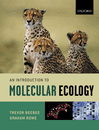 OXFORD
AN INTRODUCTION TO
MOLECULAR ECOLOGY
TREVOR BEEBEE
GRAHAM ROWE